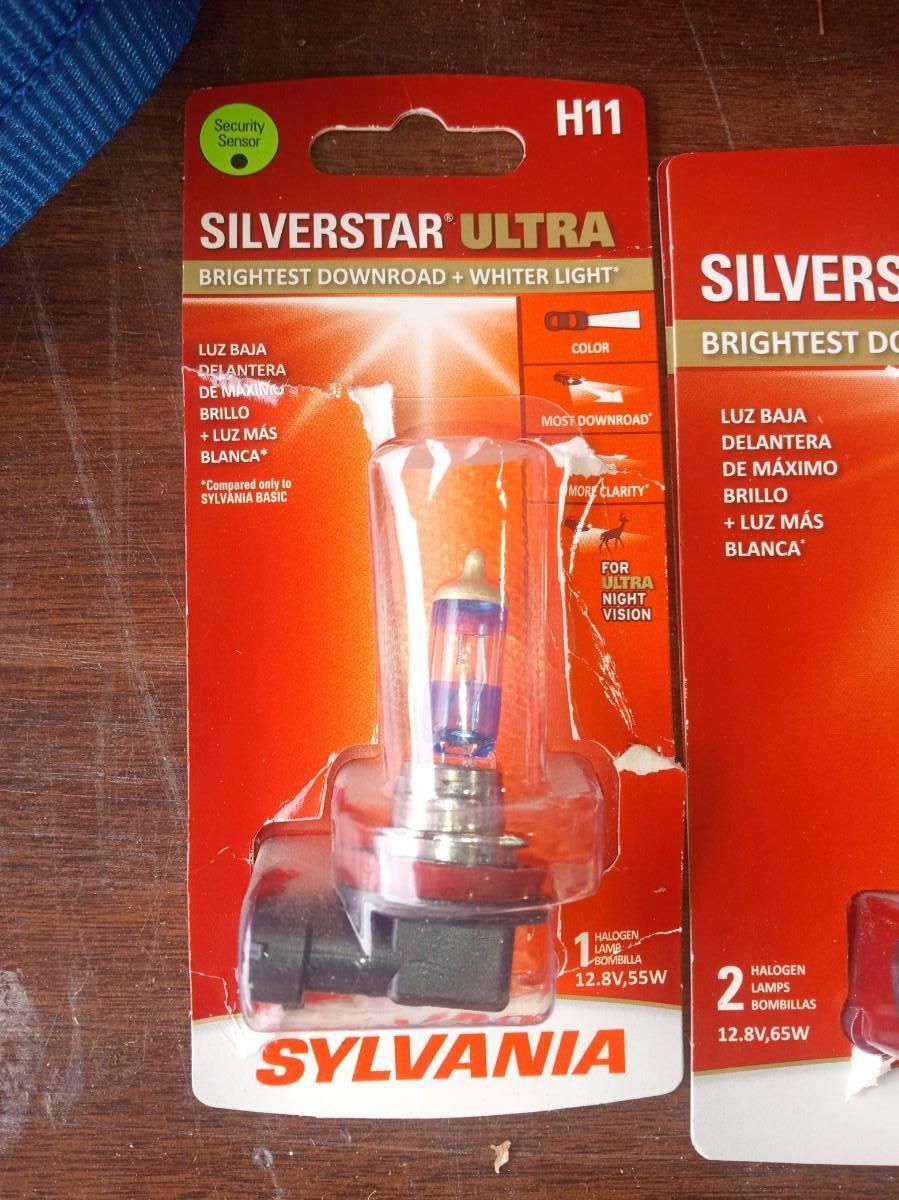 Security
Sensor
H11
SILVERSTAR® ULTRA
BRIGHTEST DOWNROAD + WHITER LIGHT*
LUZ BAJA
DELANTERA
DE MÁXIMO
BRILLO
+ LUZ MÁS
BLANCA*
*Compared only to
SYLVANIA BASIC
COLOR
MOST DOWNROAD*
MORE CLARITY*
FOR
ULTRA
NIGHT
VISION
1 HALOGEN
LAMP
BOMBILLA
12.8V,55W
SYLVANIA
SILVERS
BRIGHTEST DO
LUZ BAJA
DELANTERA
DE MÁXIMO
BRILLO
+ LUZ MÁS
BLANCA*
2 HALOGEN
LAMPS
BOMBILLAS
12.8V,65W